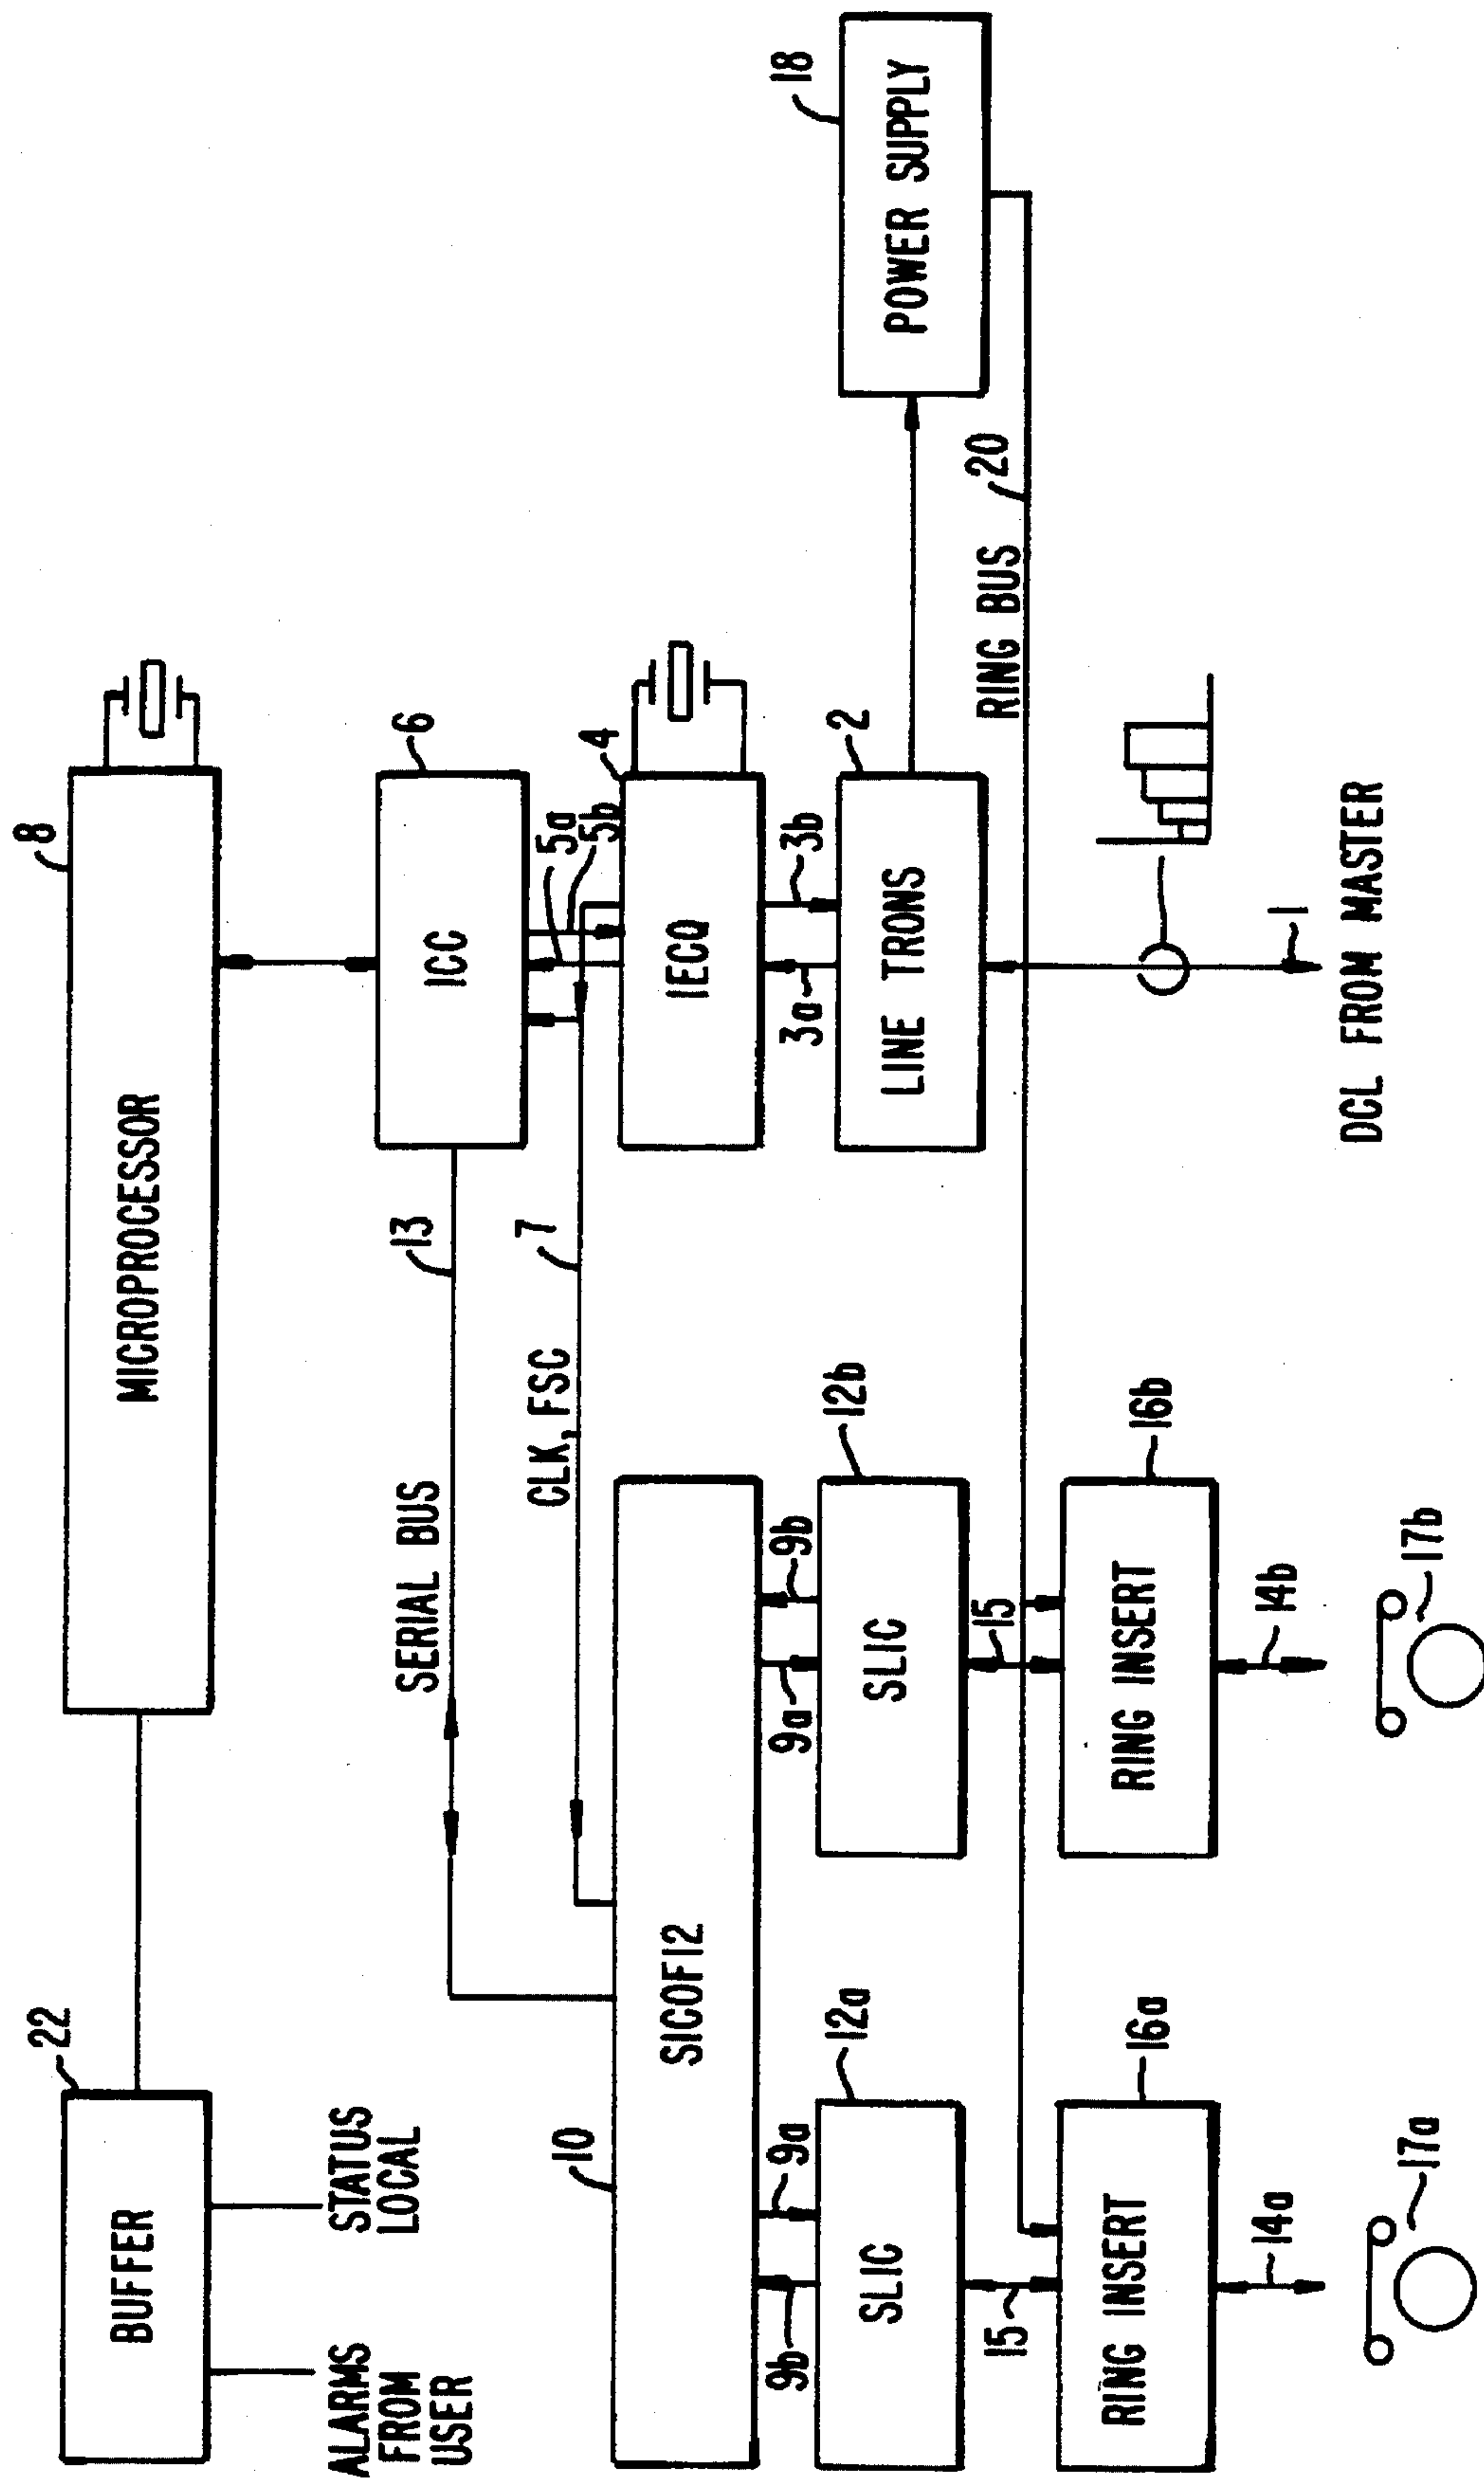 22
BUFFER
ALARMS
FROM
USER
STATUS
LOCAL
8
MICROPROCESSOR
SERIAL BUS
13
6
ICC
CLK, FSC
7
5a
5b
10
SICOFI2
4
IECQ
9b
9a
9a
9b
3a
3b
12a
SLIC
12b
SLIC
2
LINE TRONS
18
POWER SUPPLY
15
15
RING BUS
20
16a
RING INSERT
16b
RING INSERT
14a
14b
1
DCL FROM MASTER
17a
17b